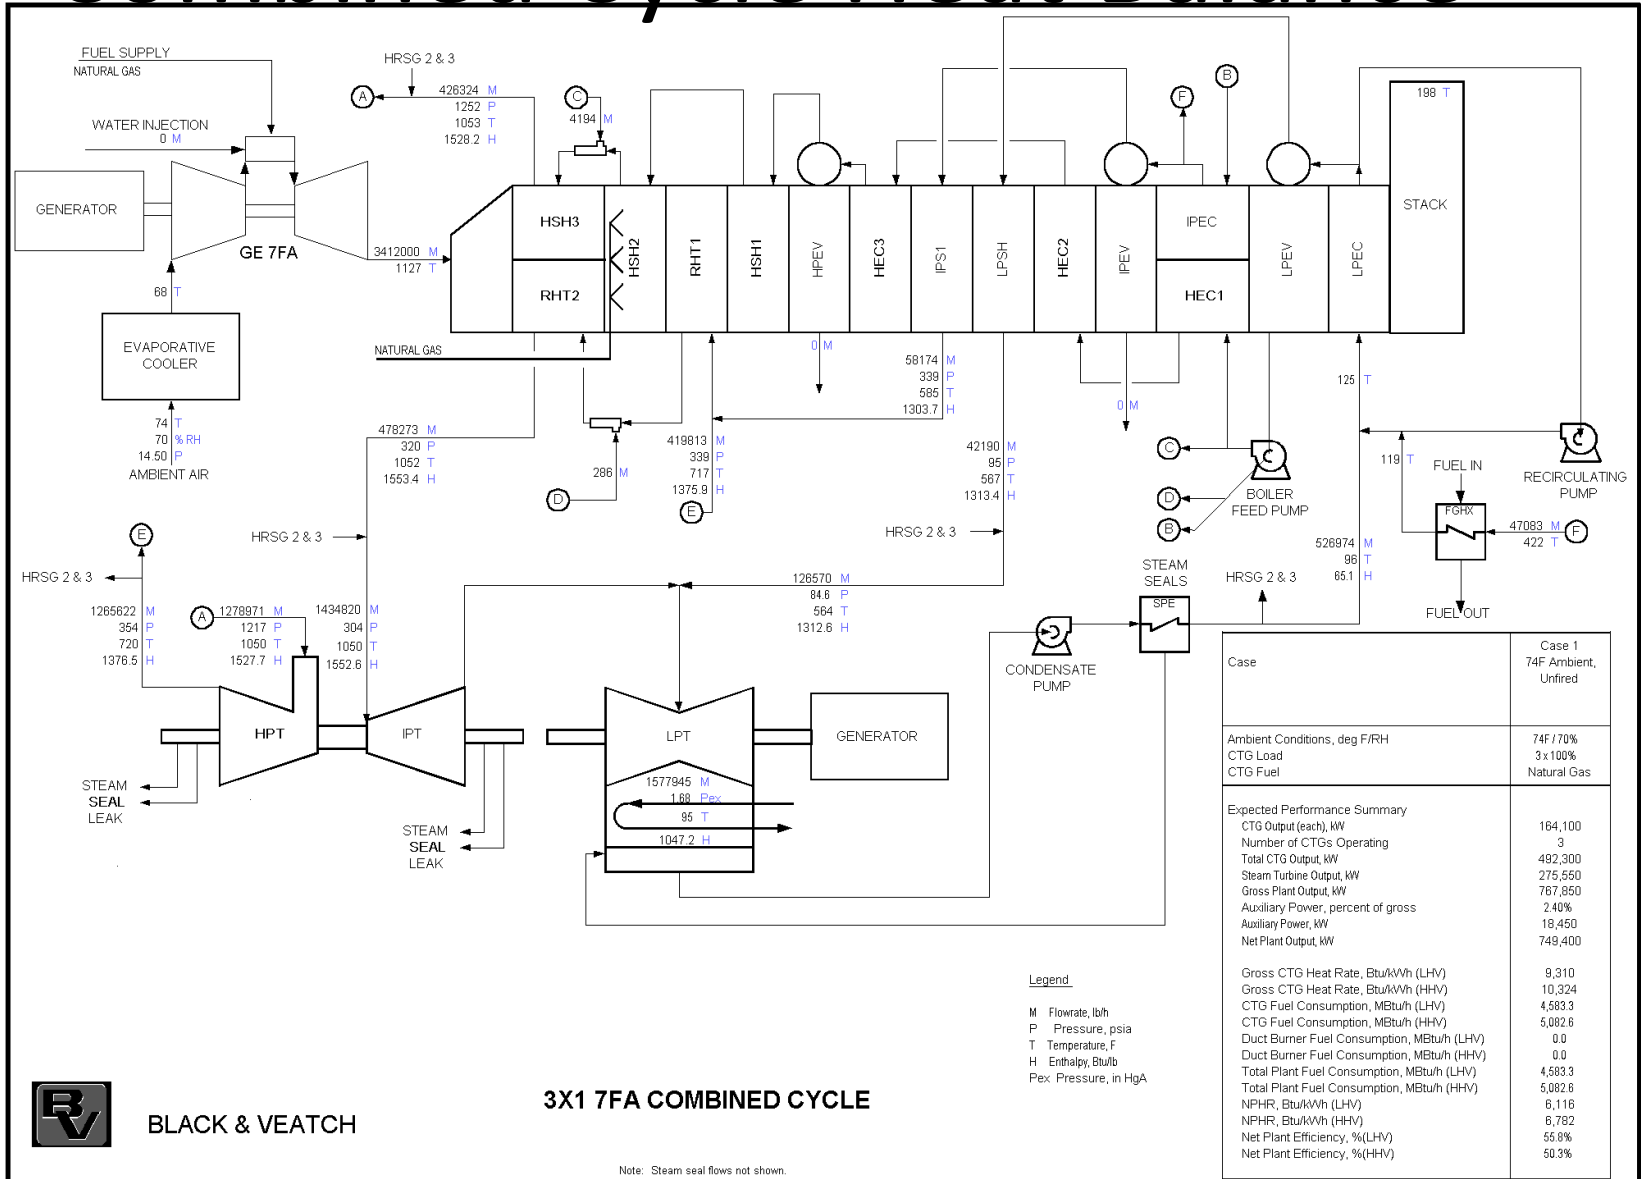 Combined Cycle Heat Balance
FUEL SUPPLY
NATURAL GAS
WATER INJECTION
0 M
GENERATOR
GE 7FA
3412000 M
1127 T
68 T
EVAPORATIVE
COOLER
74 T
70 % RH
14.50 P
AMBIENT AIR
HRSG 2 & 3
A
426324 M
1252 P
1053 T
1528.2 H
C
4194 M
F
B
198 T
STACK
HSH3
RHT2
HSH2
RHT1
HSH1
HPEV
HEC3
IPS1
LPSH
HEC2
IPEV
IPEC
HEC1
LPEV
LPEC
NATURAL GAS
0 M
58174 M
339 P
585 T
1303.7 H
0 M
125 T
478273 M
320 P
1052 T
1553.4 H
286 M
D
419813 M
339 P
717 T
1375.9 H
E
42190 M
95 P
567 T
1313.4 H
C
D
B
BOILER
FEED PUMP
119 T
FUEL IN
FGHX
RECIRCULATING
PUMP
47083 M
422 T
F
FUEL OUT
526974 M
96 T
65.1 H
HRSG 2 & 3
HRSG 2 & 3
E
HRSG 2 & 3
1265622 M
354 P
720 T
1376.5 H
A
1278971 M
1217 P
1050 T
1527.7 H
1434820 M
304 P
1050 T
1552.6 H
126570 M
84.6 P
564 T
1312.6 H
STEAM
SEALS
SPE
HRSG 2 & 3
CONDENSATE
PUMP
HPT
IPT
LPT
GENERATOR
STEAM
SEAL
LEAK
STEAM
SEAL
LEAK
1577945 M
1.68 Pex
95 T
1047.2 H
Case
Case 1
74F Ambient,
Unfired
Ambient Conditions, deg F/RH 74F / 70%
CTG Load 3 x 100%
CTG Fuel Natural Gas
Expected Performance Summary
CTG Output (each), kW 164,100
Number of CTGs Operating 3
Total CTG Output, kW 492,300
Steam Turbine Output, kW 275,550
Gross Plant Output, kW 767,850
Auxiliary Power, percent of gross 2.40%
Auxiliary Power, kW 18,450
Net Plant Output, kW 749,400
Gross CTG Heat Rate, Btu/kWh (LHV) 9,310
Gross CTG Heat Rate, Btu/kWh (HHV) 10,324
CTG Fuel Consumption, MBtu/h (LHV) 4,583.3
CTG Fuel Consumption, MBtu/h (HHV) 5,082.6
Duct Burner Fuel Consumption, MBtu/h (LHV) 0.0
Duct Burner Fuel Consumption, MBtu/h (HHV) 0.0
Total Plant Fuel Consumption, MBtu/h (LHV) 4,583.3
Total Plant Fuel Consumption, MBtu/h (HHV) 5,082.6
NPHR, Btu/kWh (LHV) 6,116
NPHR, Btu/kWh (HHV) 6,782
Net Plant Efficiency, %(LHV) 55.8%
Net Plant Efficiency, %(HHV) 50.3%
Legend
M Flowrate, lb/h
P Pressure, psia
T Temperature, F
H Enthalpy, Btu/lb
Pex Pressure, in HgA
BV
BLACK & VEATCH
3X1 7FA COMBINED CYCLE
Note: Steam seal flows not shown.